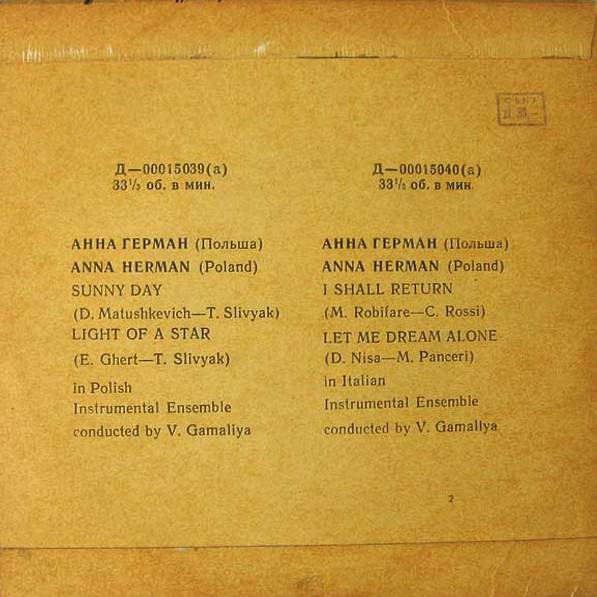 Д—00015039(а)
33⅓ об. в мин.
АННА ГЕРМАН (Польша)
ANNA HERMAN (Poland)
SUNNY DAY
(D. Matushkevich—T. Slivyak)
LIGHT OF A STAR
(E. Ghert—T. Slivyak)
in Polish
Instrumental Ensemble
conducted by V. Gamaliya
Д—00015040(а)
33⅓ об. в мин.
АННА ГЕРМАН (Польша)
ANNA HERMAN (Poland)
I SHALL RETURN
(M. Robifare—C. Rossi)
LET ME DREAM ALONE
(D. Nisa—M. Panceri)
in Italian
Instrumental Ensemble
conducted by V. Gamaliya
2